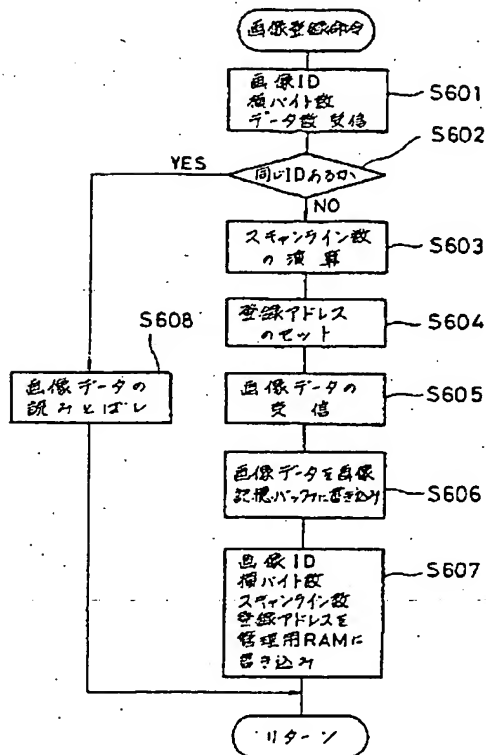 画像登録命令
画像ID
横バイト数
データ数 受信
S601
S602
同じIDあるか
YES
NO
スキャンライン数
の演算
S603
登録アドレス
のセット
S604
S608
画像データの
読みとばし
画像データの
受信
S605
画像データを画像
記憶バッファに書き込み
S606
画像ID
横バイト数
スキャンライン数
登録アドレスを
管理用RAMに
書き込み
S607
リターン